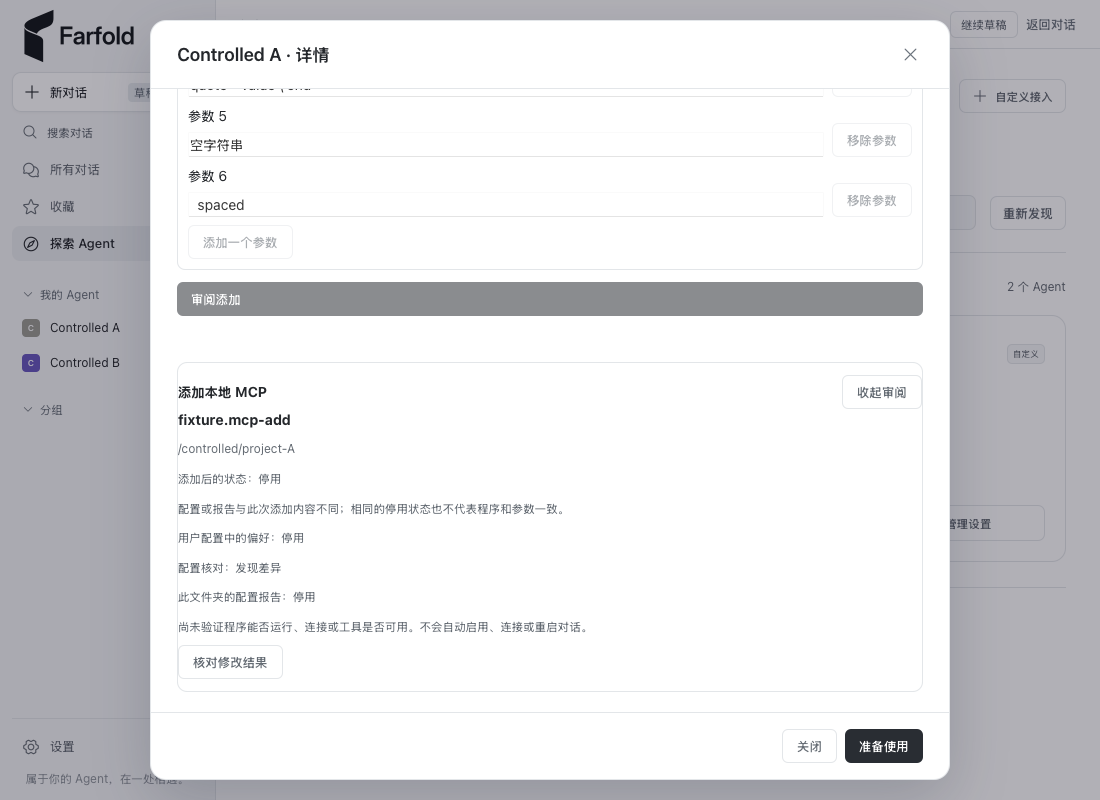 Farfold
新对话
搜索对话
所有对话
收藏
探索 Agent
我的 Agent
C Controlled A
C Controlled B
分组
设置
属于你的 Agent，在一处
继续草稿
返回对话
自定义接入
重新发现
2 个 Agent
自定义
管理设置
Controlled A · 详情
参数 5
空字符串
移除参数
参数 6
spaced
移除参数
添加一个参数
审阅添加
添加本地 MCP
收起审阅
fixture.mcp-add
/controlled/project-A
添加后的状态：停用
配置或报告与此次添加内容不同；相同的停用状态也不代表程序和参数一致。
用户配置中的偏好：停用
配置核对：发现差异
此文件夹的配置报告：停用
尚未验证程序能否运行、连接或工具是否可用。不会自动启用、连接或重启对话。
核对修改结果
关闭
准备使用